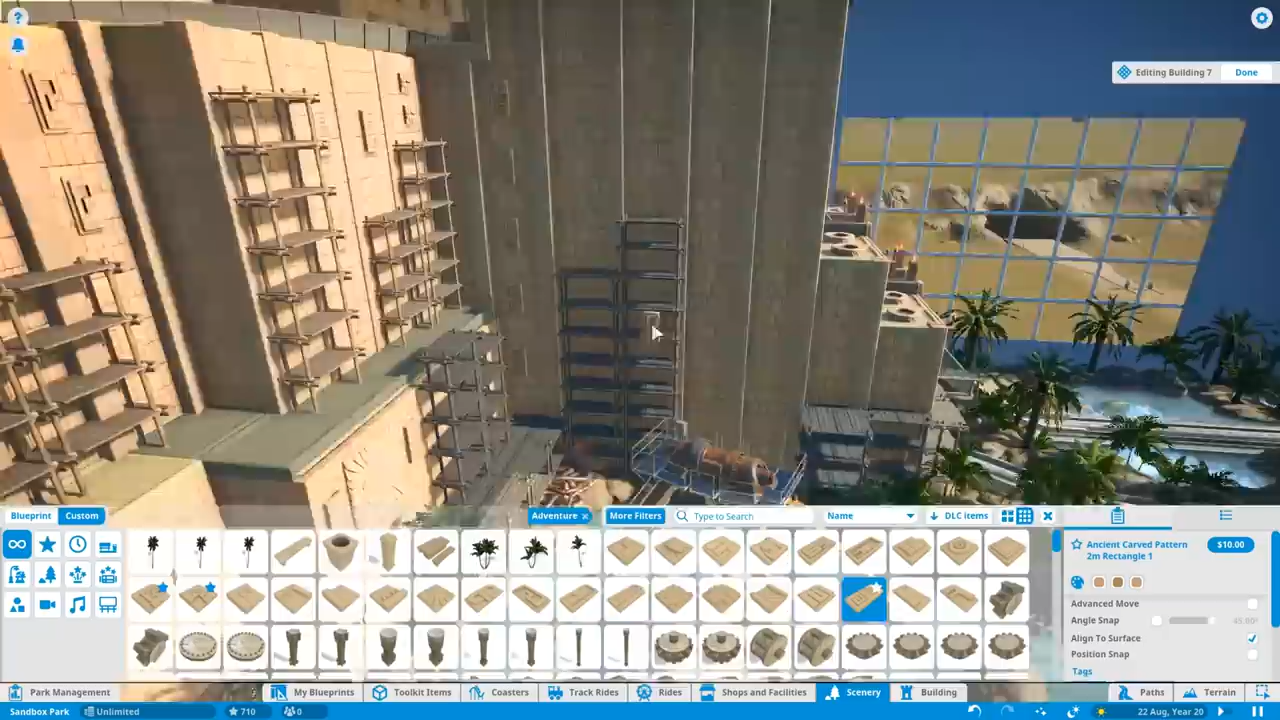 ?
Editing Building 7 Done
Blueprint Custom Adventure × More Filters Type to Search Name DLC items
Ancient Carved Pattern
2m Rectangle 1
$10.00
Advanced Move
Angle Snap 45.00°
Align To Surface
Position Snap
Tags
Park Management My Blueprints Toolkit Items Coasters Track Rides Rides Shops and Facilities Scenery Building Paths Terrain
Sandbox Park Unlimited 710 0 22 Aug, Year 20